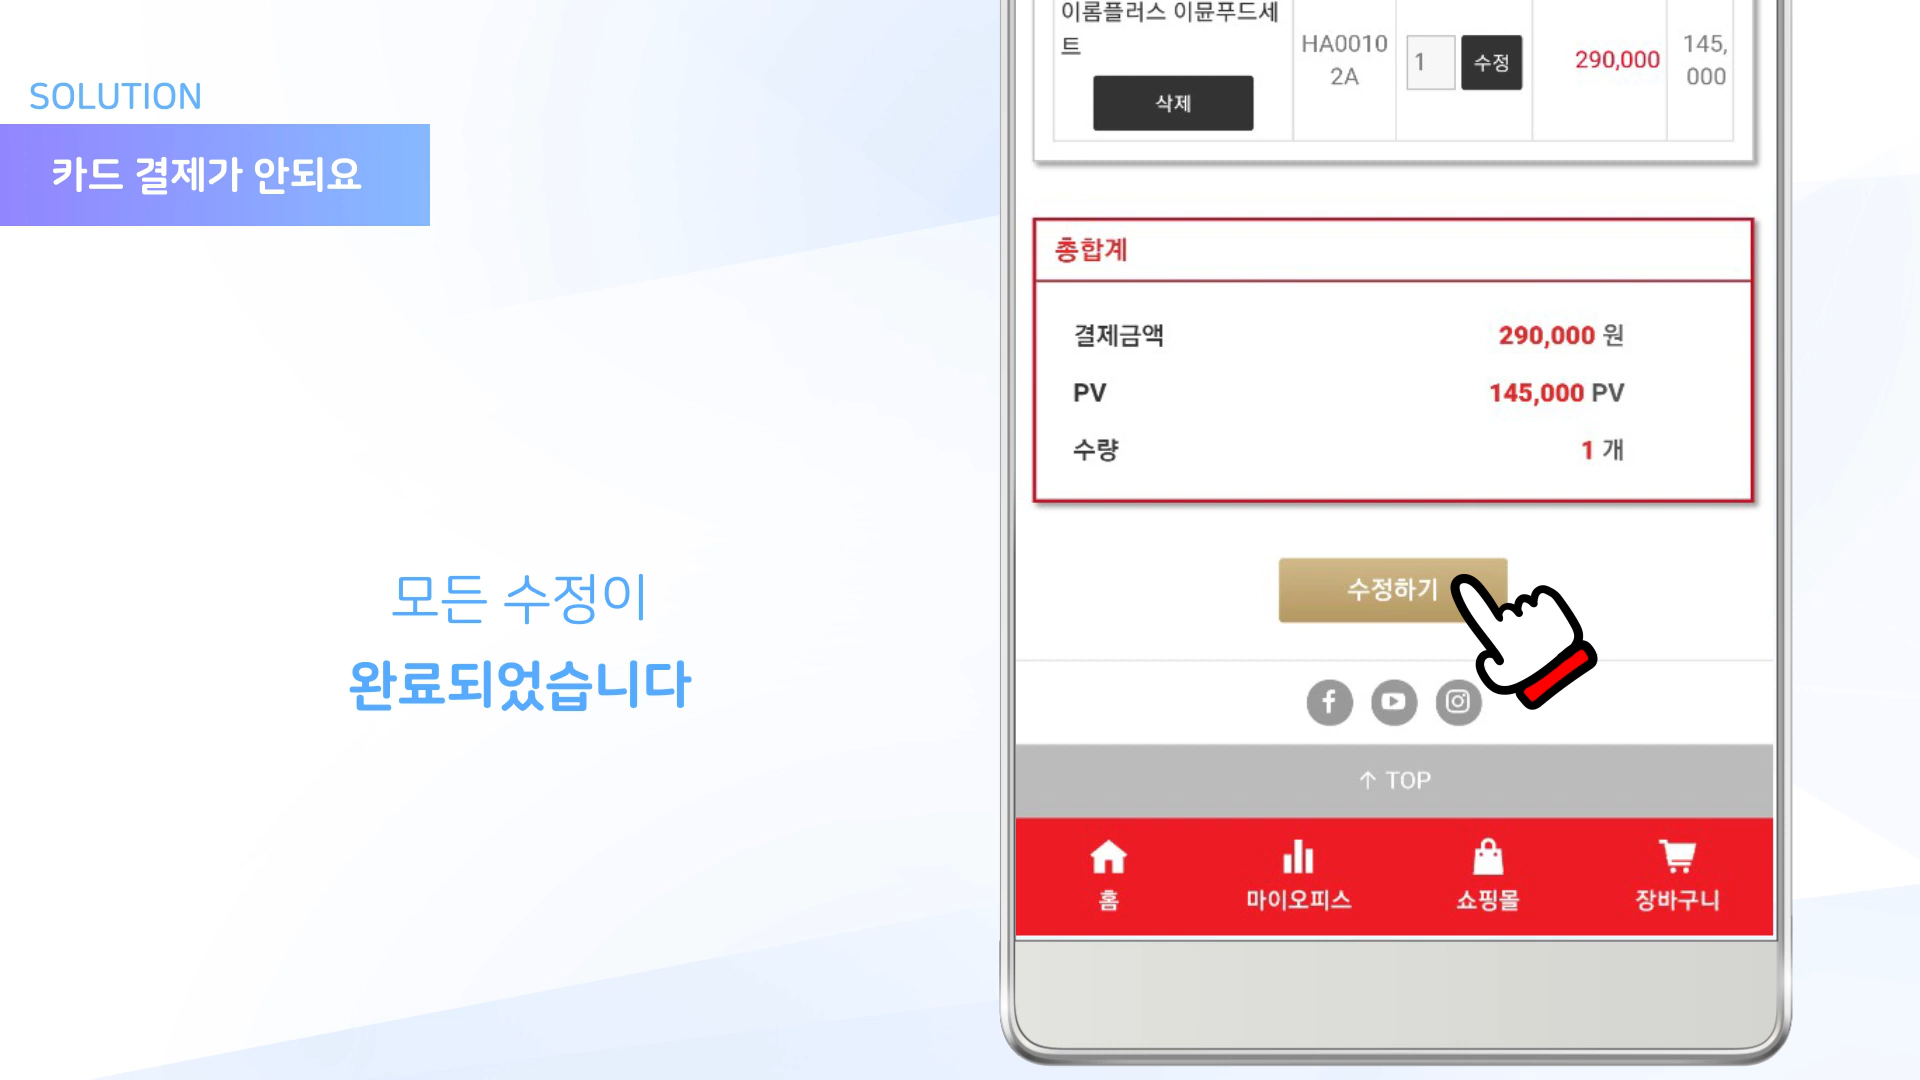 SOLUTION
카드 결제가 안되요
모든 수정이
완료되었습니다
이롬플러스 이뮨푸드세
트
삭제
HA0010
2A
1
수정
290,000
145,
000
총합계
결제금액 290,000 원
PV 145,000 PV
수량 1 개
수정하기
↑ TOP
홈
마이오피스
쇼핑몰
장바구니